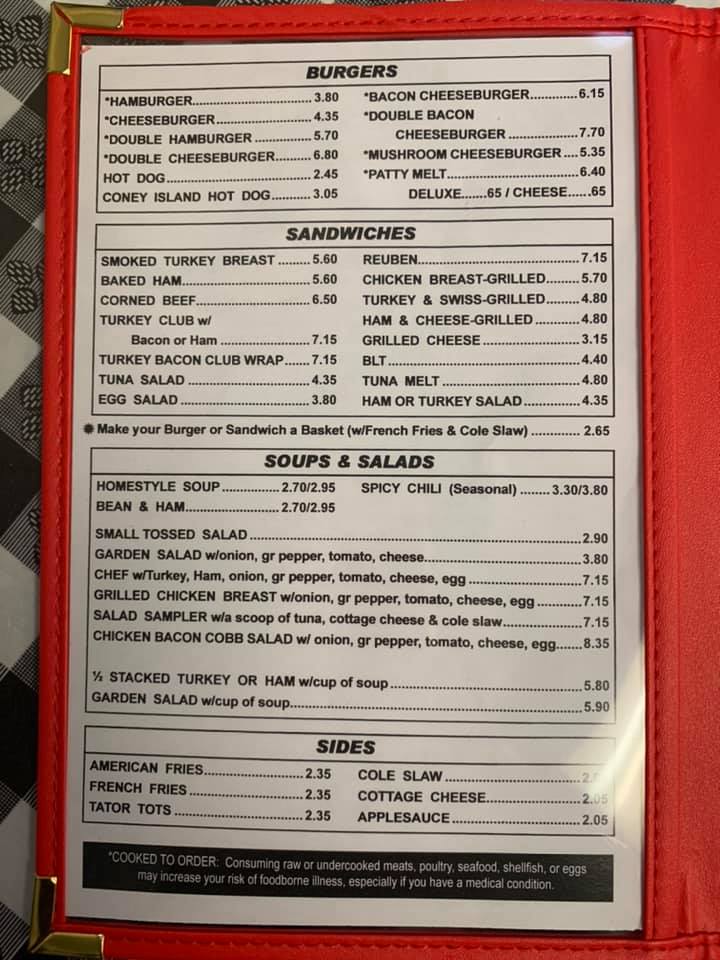 BURGERS
*HAMBURGER.................................3.80
*CHEESEBURGER...........................4.35
*DOUBLE HAMBURGER ................5.70
*DOUBLE CHEESEBURGER..........6.80
HOT DOG.......................................2.45
CONEY ISLAND HOT DOG...........3.05
*BACON CHEESEBURGER............6.15
*DOUBLE BACON
CHEESEBURGER .................7.70
*MUSHROOM CHEESEBURGER ....5.35
*PATTY MELT.................................6.40
DELUXE.......65 / CHEESE......65
SANDWICHES
SMOKED TURKEY BREAST .........5.60
BAKED HAM...................................5.60
CORNED BEEF...............................6.50
TURKEY CLUB w/
Bacon or Ham ........................7.15
TURKEY BACON CLUB WRAP......7.15
TUNA SALAD .................................4.35
EGG SALAD ...................................3.80
REUBEN.........................................7.15
CHICKEN BREAST-GRILLED.........5.70
TURKEY & SWISS-GRILLED.........4.80
HAM & CHEESE-GRILLED ............4.80
GRILLED CHEESE..........................3.15
BLT.................................................4.40
TUNA MELT ...................................4.80
HAM OR TURKEY SALAD..............4.35
✹ Make your Burger or Sandwich a Basket (w/French Fries & Cole Slaw) .............. 2.65
SOUPS & SALADS
HOMESTYLE SOUP ...............2.70/2.95
BEAN & HAM.........................2.70/2.95
SPICY CHILI (Seasonal) ........3.30/3.80
SMALL TOSSED SALAD.....................................................................................2.90
GARDEN SALAD w/onion, gr pepper, tomato, cheese........................................3.80
CHEF w/Turkey, Ham, onion, gr pepper, tomato, cheese, egg ............................7.15
GRILLED CHICKEN BREAST w/onion, gr pepper, tomato, cheese, egg ...........7.15
SALAD SAMPLER w/a scoop of tuna, cottage cheese & cole slaw....................7.15
CHICKEN BACON COBB SALAD w/ onion, gr pepper, tomato, cheese, egg.......8.35
½ STACKED TURKEY OR HAM w/cup of soup.................................................5.80
GARDEN SALAD w/cup of soup..........................................................................5.90
SIDES
AMERICAN FRIES..........................2.35
FRENCH FRIES..............................2.35
TATOR TOTS .................................2.35
COLE SLAW ..................................
COTTAGE CHEESE........................2.05
APPLESAUCE................................2.05
*COOKED TO ORDER: Consuming raw or undercooked meats, poultry, seafood, shellfish, or eggs
may increase your risk of foodborne illness, especially if you have a medical condition.